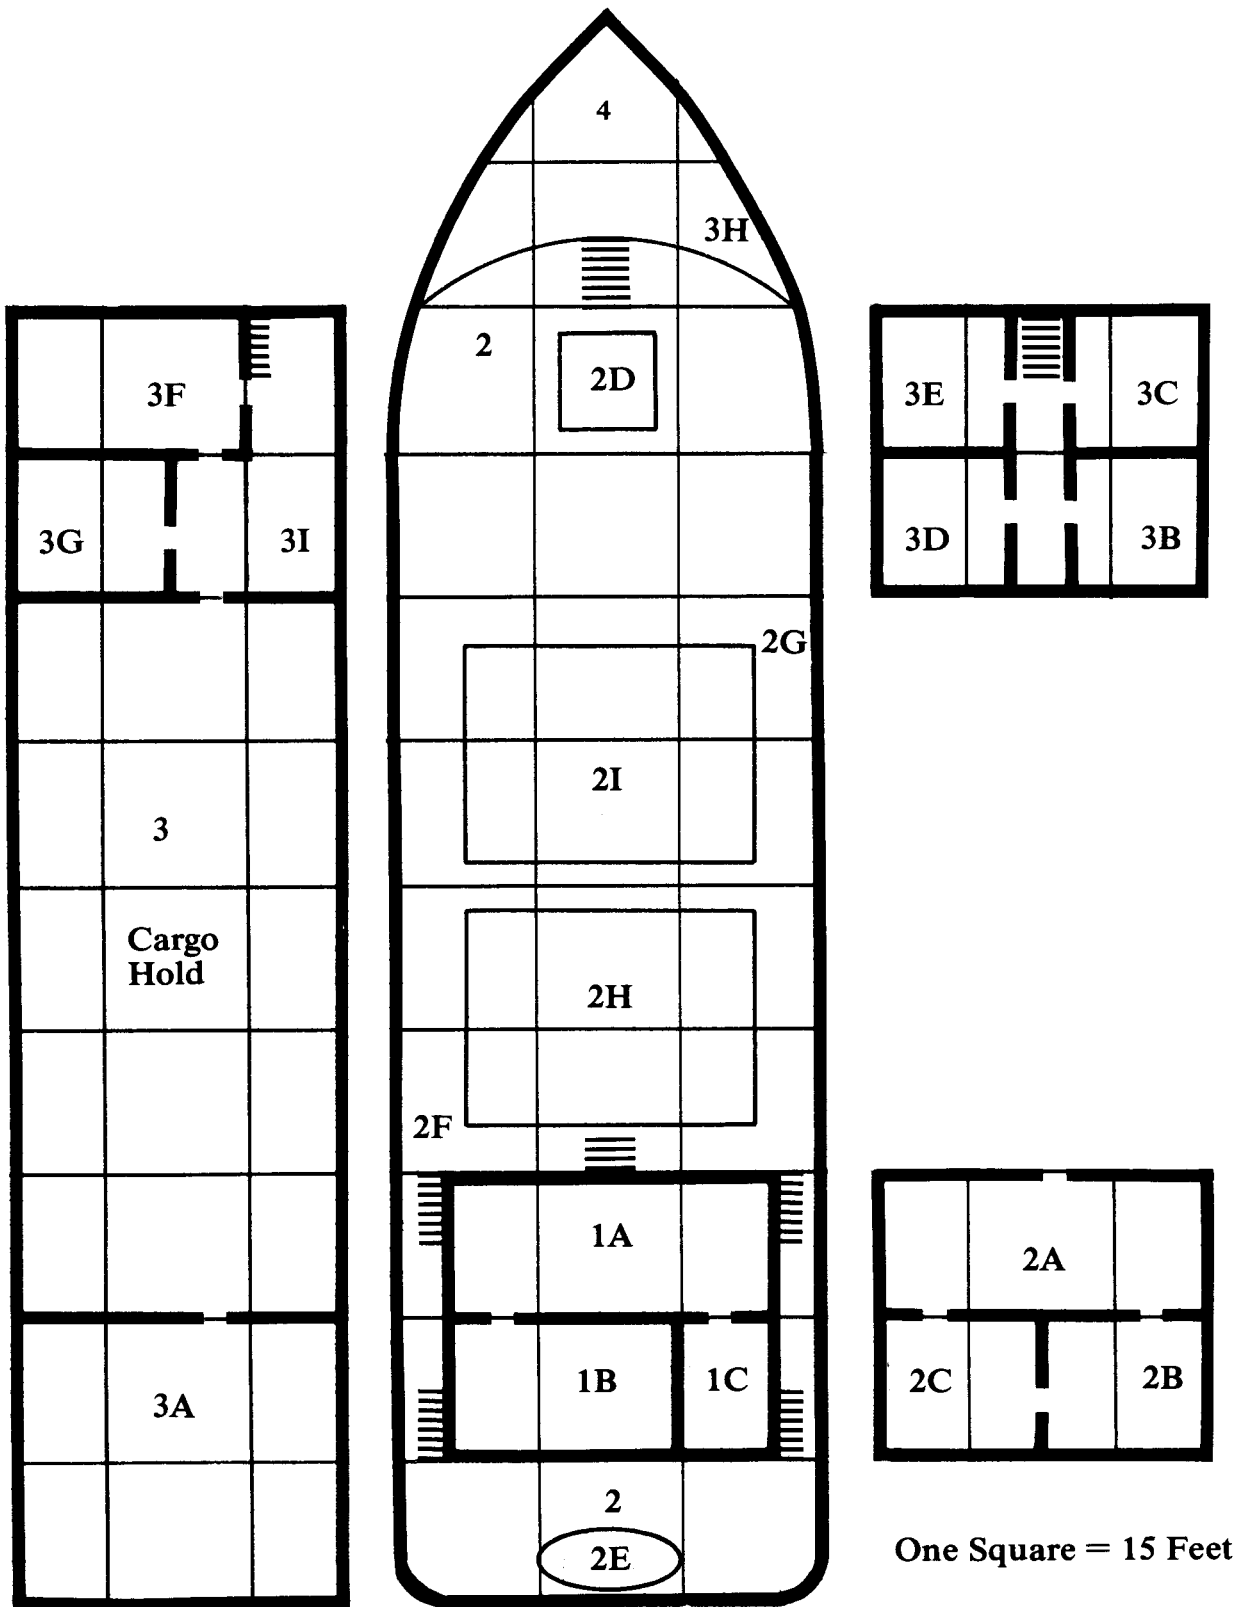 4
3H
2
2D
3F
3E
3C
3G
3I
3D
3B
2G
2I
3
Cargo
Hold
2H
2F
1A
2A
1B
1C
2C
2B
3A
2
2E
One Square = 15 Feet